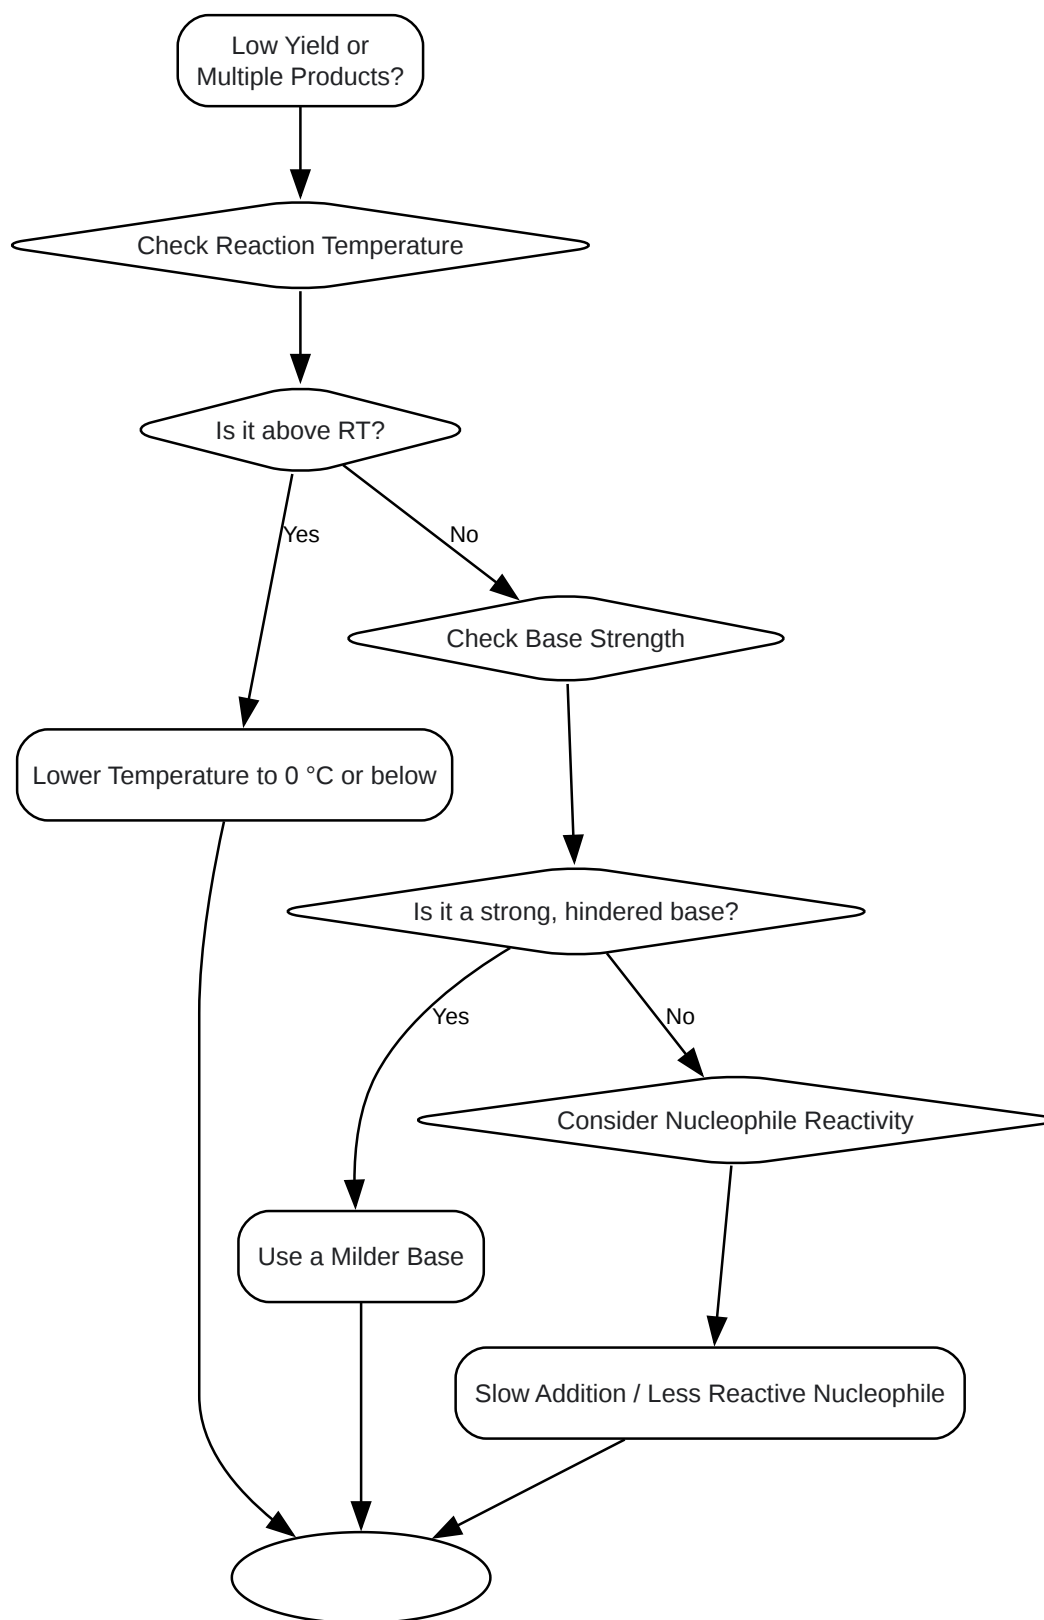 Low Yield or
Multiple Products?
Check Reaction Temperature
Is it above RT?
Yes
No
Check Base Strength
Lower Temperature to 0 °C or below
Is it a strong, hindered base?
Yes
No
Consider Nucleophile Reactivity
Use a Milder Base
Slow Addition / Less Reactive Nucleophile